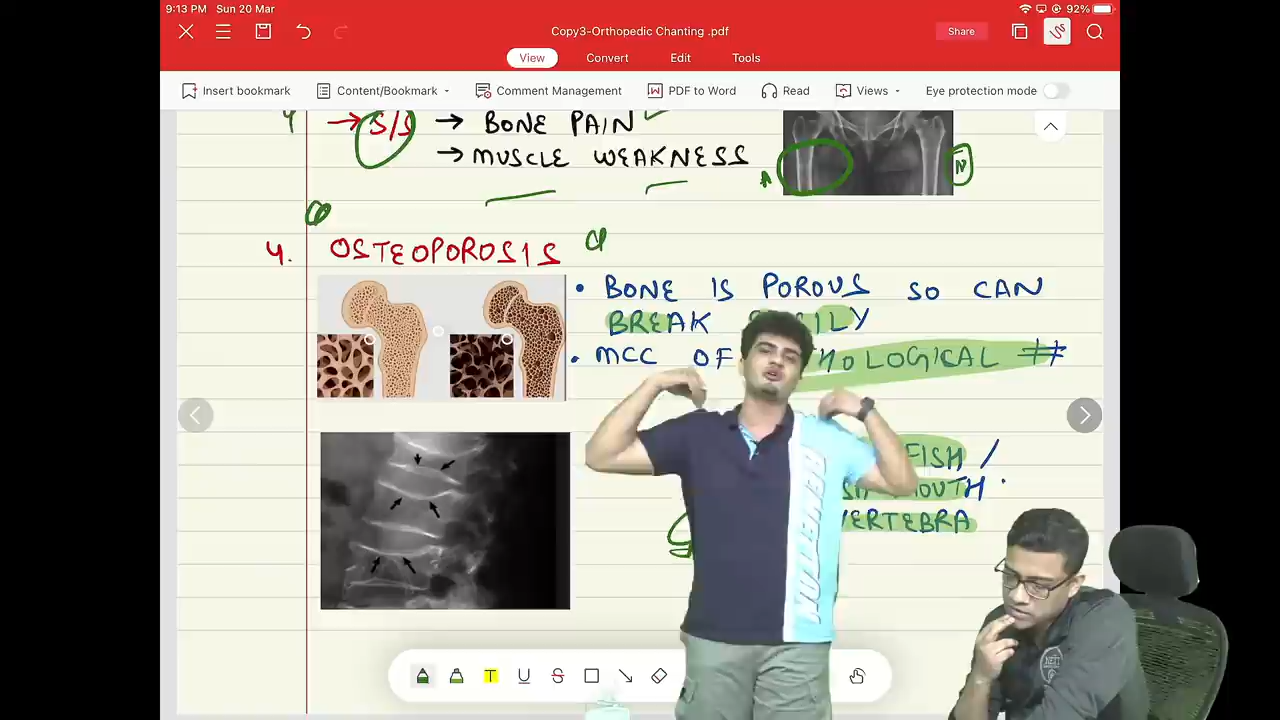 9:13 PM Sun 20 Mar
92%
Copy3-Orthopedic Chanting .pdf
Share
View Convert Edit Tools
Insert bookmark Content/Bookmark Comment Management PDF to Word Read Views Eye protection mode
→ S/S → BONE PAIN
→ MUSCLE WEAKNESS
A N
4. OSTEOPOROSIS
• BONE IS POROUS SO CAN
BREAK
• MCC OF LOGICAL
FISH /
MOUTH
VERTEBRA
T U S